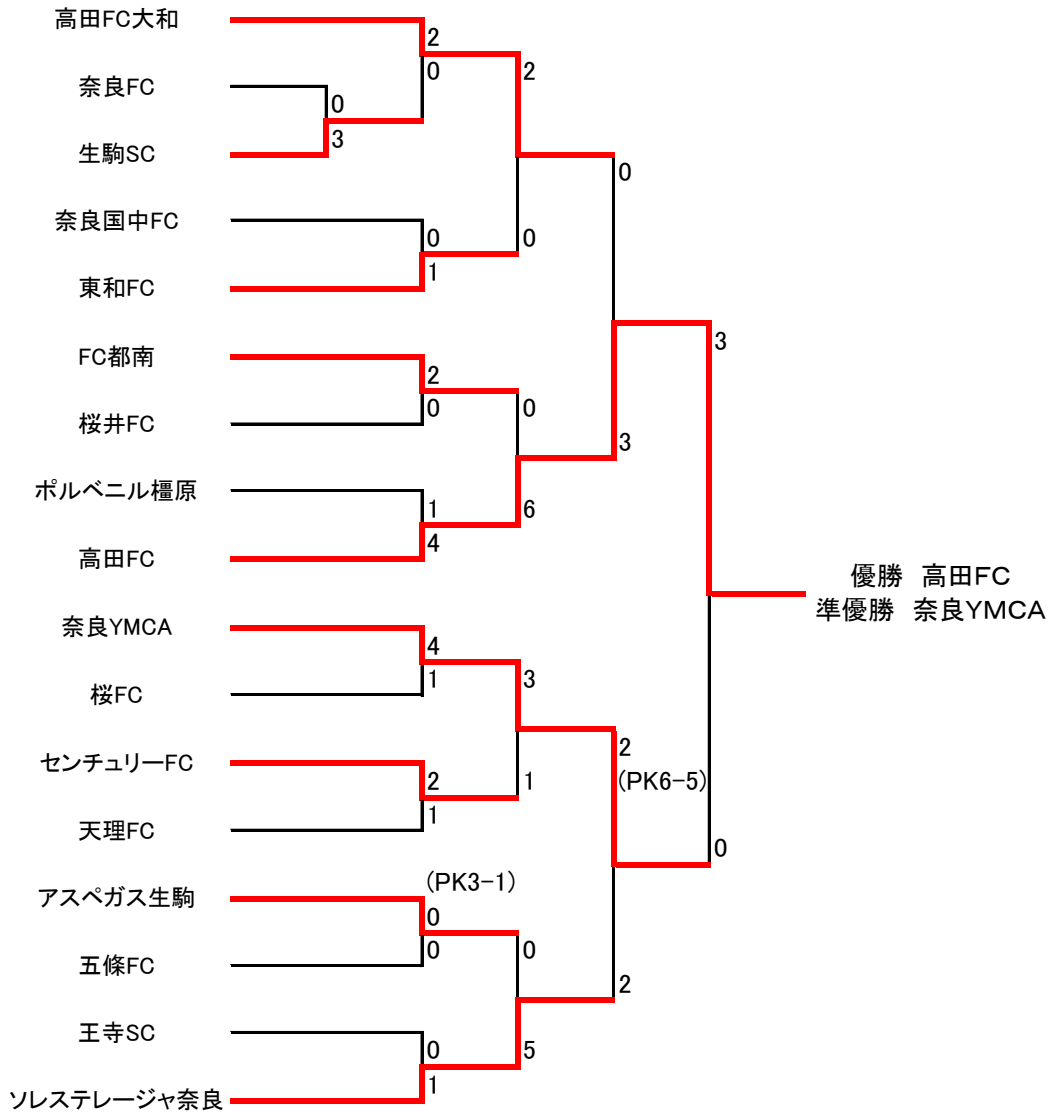 高田FC大和
2
奈良FC
0
2
0
3
生駒SC
0
奈良国中FC
0
0
1
東和FC
3
FC都南
2
0
0
桜井FC
3
ポルベニル橿原
1
6
4
高田FC
優勝 高田FC
準優勝 奈良YMCA
奈良YMCA
4
1
3
桜FC
2
センチュリーFC
(PK6-5)
2
1
1
天理FC
0
(PK3-1)
アスペガス生駒
0
0
0
五條FC
2
王寺SC
0
5
1
ソレステレージャ奈良